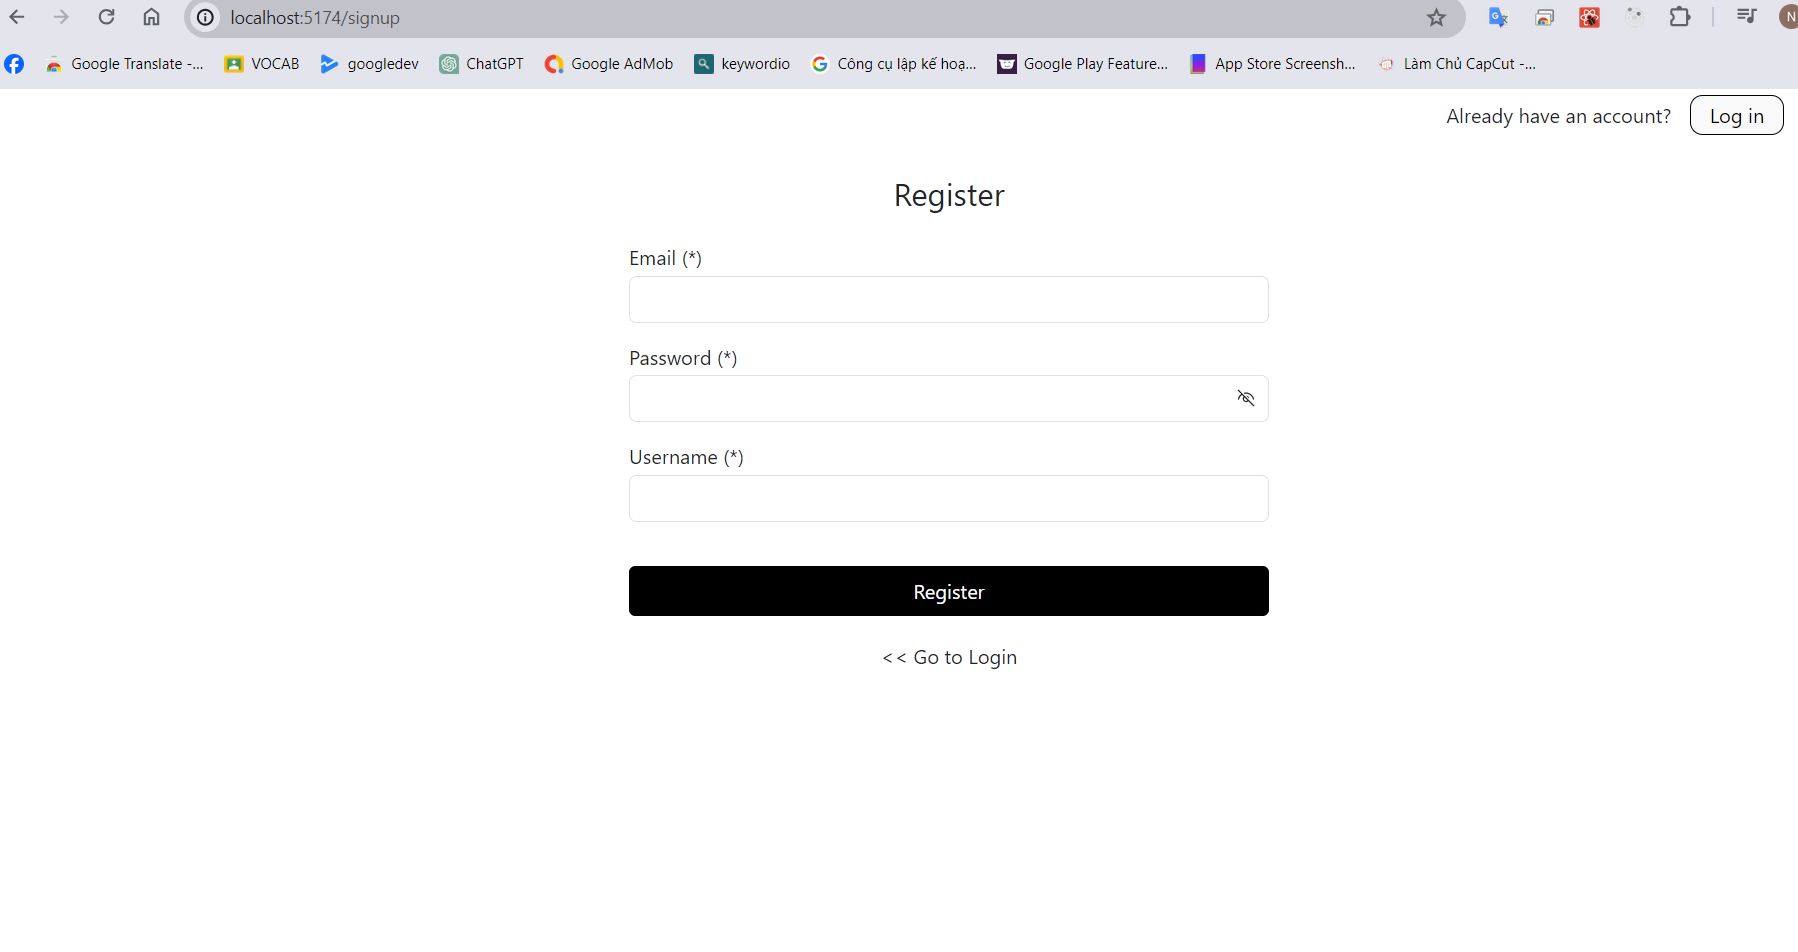 localhost:5174/signup
N
Google Translate -... VOCAB googledev ChatGPT Google AdMob keywordio Công cụ lập kế hoạ... Google Play Feature... App Store Screensh... Làm Chủ CapCut -...
Already have an account? Log in
Register
Email (*)
Password (*)
Username (*)
Register
<< Go to Login